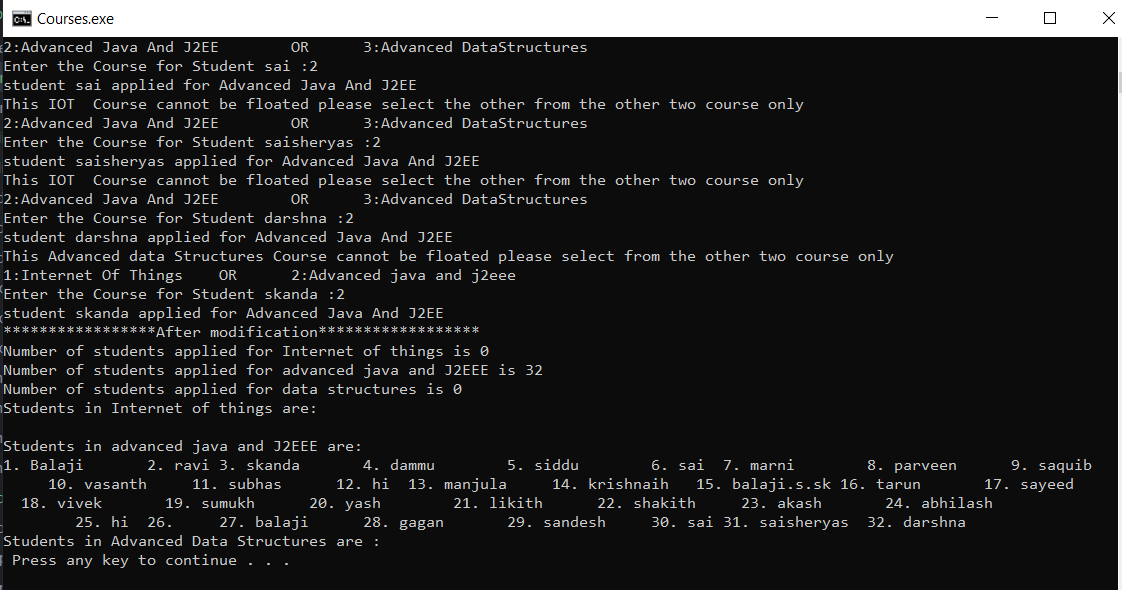 Courses.exe
2:Advanced Java And J2EE        OR      3:Advanced DataStructures
Enter the Course for Student sai :2
student sai applied for Advanced Java And J2EE
This IOT  Course cannot be floated please select the other from the other two course only
2:Advanced Java And J2EE        OR      3:Advanced DataStructures
Enter the Course for Student saisheryas :2
student saisheryas applied for Advanced Java And J2EE
This IOT  Course cannot be floated please select the other from the other two course only
2:Advanced Java And J2EE        OR      3:Advanced DataStructures
Enter the Course for Student darshna :2
student darshna applied for Advanced Java And J2EE
This Advanced data Structures Course cannot be floated please select from the other two course only
1:Internet Of Things    OR      2:Advanced java and j2eee
Enter the Course for Student skanda :2
student skanda applied for Advanced Java And J2EE
*****************After modification******************
Number of students applied for Internet of things is 0
Number of students applied for advanced java and J2EEE is 32
Number of students applied for data structures is 0
Students in Internet of things are:
Students in advanced java and J2EEE are:
1. Balaji       2. ravi 3. skanda       4. dammu        5. siddu        6. sai  7. marni        8. parveen      9. saquib
     10. vasanth     11. subhas      12. hi  13. manjula     14. krishnaih   15. balaji.s.sk 16. tarun       17. sayeed
  18. vivek       19. sumukh      20. yash        21. likith      22. shakith     23. akash       24. abhilash
        25. hi  26.     27. balaji      28. gagan       29. sandesh     30. sai 31. saisheryas  32. darshna
Students in Advanced Data Structures are :
 Press any key to continue . . .